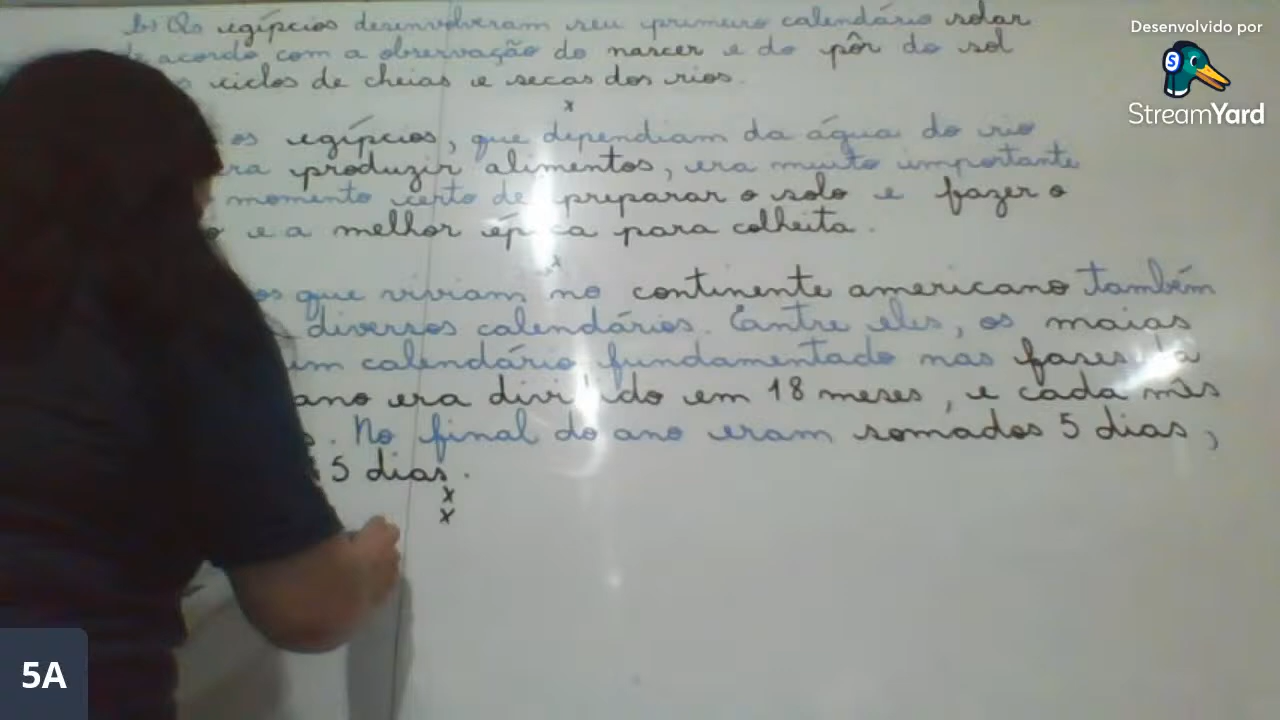 b) Os egípcios desenvolveram seu primeiro calendário solar
de acordo com a observação do nascer e do pôr do sol
ciclos de cheias e secas dos rios.
x
os egípcios, que dependiam da água do rio
ra produzir alimentos, era muito importante
momento certo de preparar o solo e fazer o
o e a melhor época para colheita.
x
os que viviam no continente americano também
diversos calendários. Entre eles, os maias
um calendário fundamentado nas fases da
ano era dividido em 18 meses, e cada mês
s. No final do ano eram somados 5 dias,
5 dias.
x
x
Desenvolvido por
StreamYard
5A